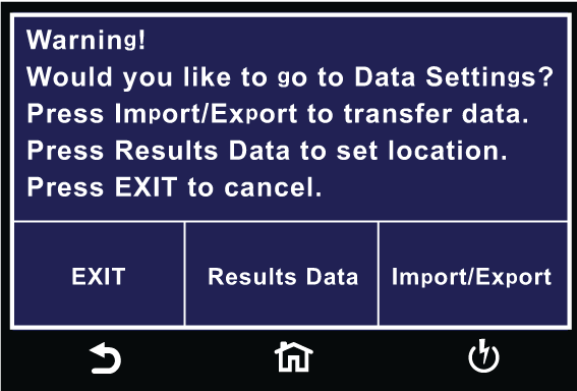 Warning!
Would you like to go to Data Settings?
Press Import/Export to transfer data.
Press Results Data to set location.
Press EXIT to cancel.
EXIT
Results Data
Import/Export